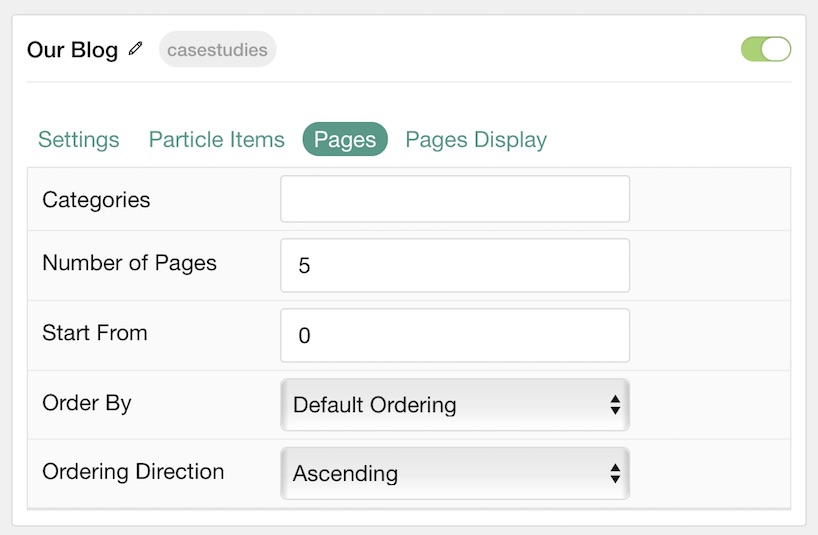 Our Blog casestudies
Settings Particle Items Pages Pages Display
Categories
Number of Pages 5
Start From 0
Order By Default Ordering
Ordering Direction Ascending